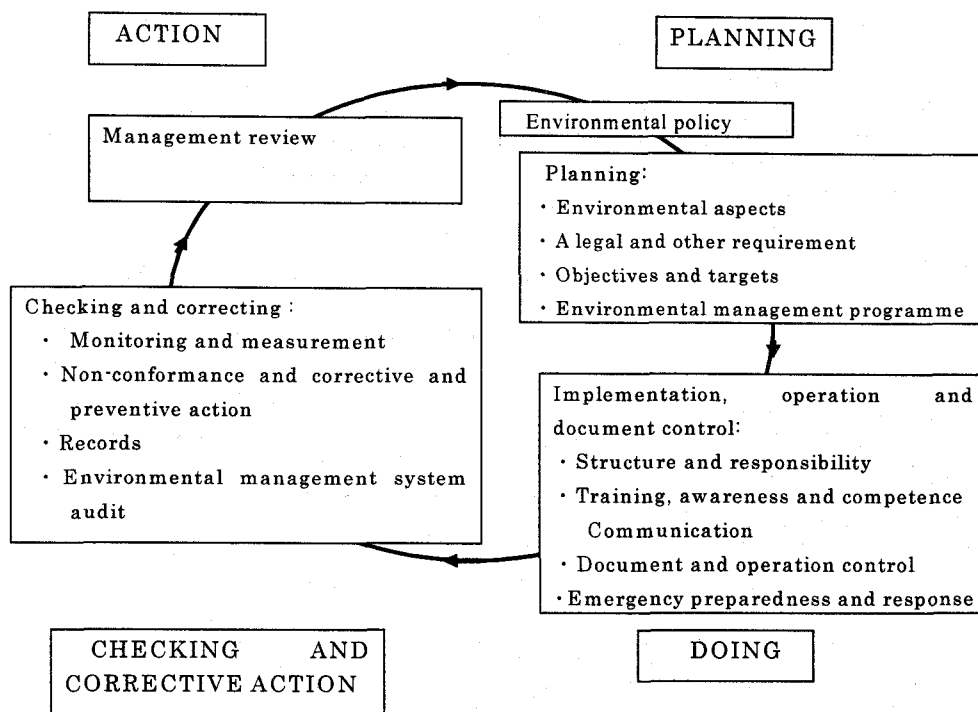 ACTION
PLANNING
Management review
Environmental policy
Planning:
· Environmental aspects
· A legal and other requirement
· Objectives and targets
· Environmental management programme
Checking and correcting :
· Monitoring and measurement
· Non-conformance and corrective and
preventive action
· Records
· Environmental management system
audit
Implementation, operation and
document control:
· Structure and responsibility
· Training, awareness and competence
Communication
· Document and operation control
· Emergency preparedness and response
CHECKING AND
CORRECTIVE ACTION
DOING